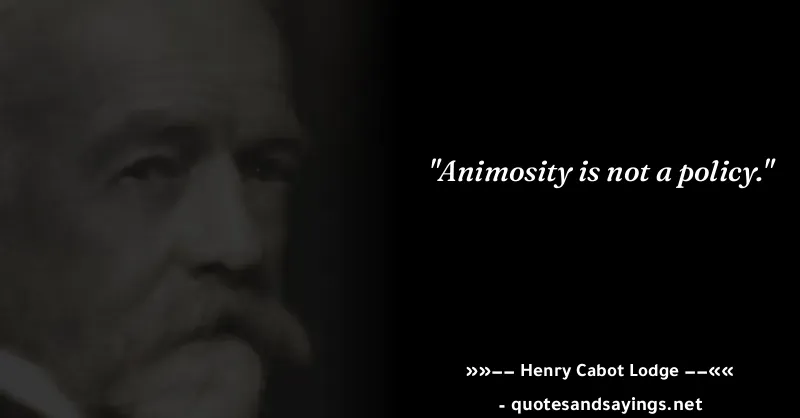 "Animosity is not a policy."
»»−− Henry Cabot Lodge −−««
- quotesandsayings.net